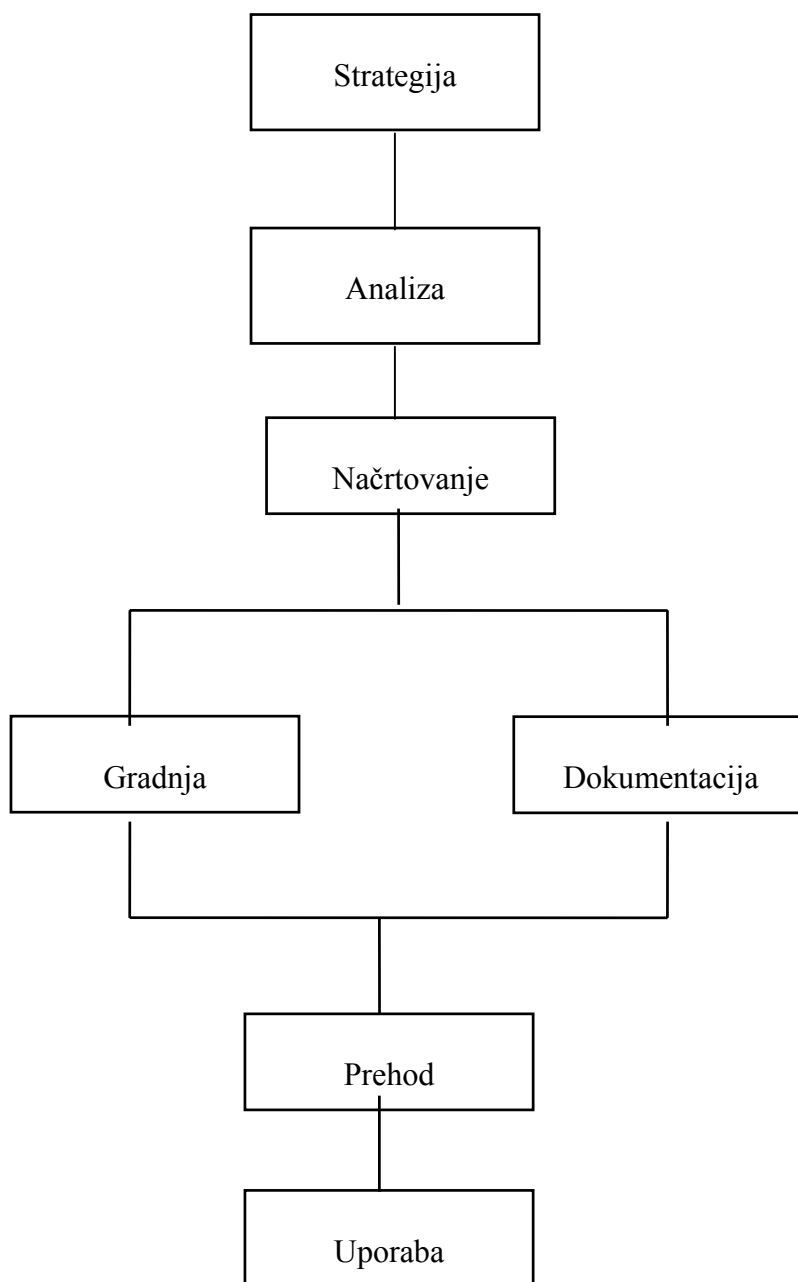 Strategija
Analiza
Načrtovanje
Gradnja
Dokumentacija
Prehod
Uporaba